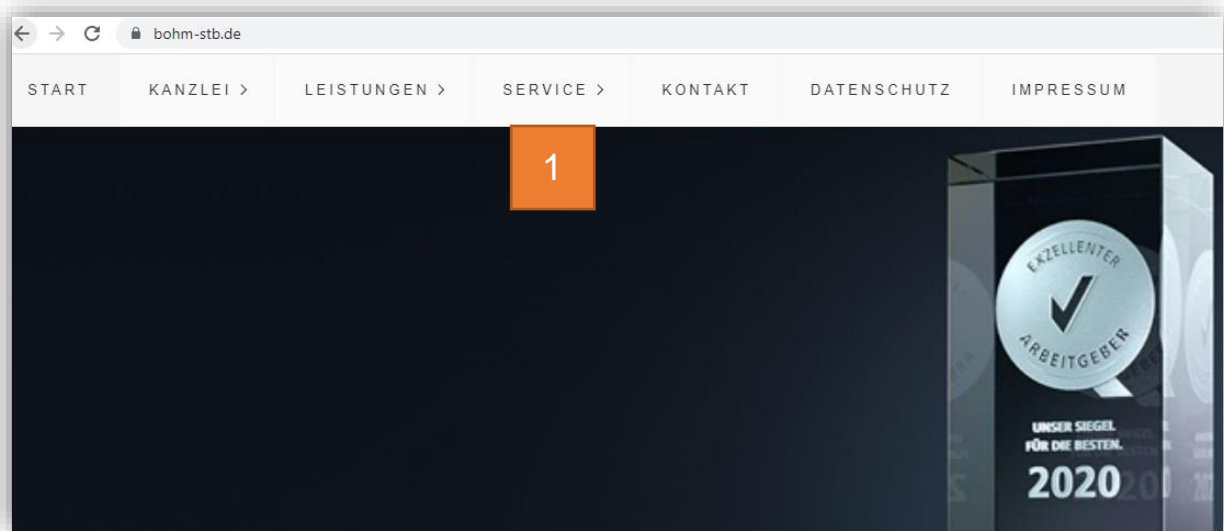 bohm-stb.de
START KANZLEI > LEISTUNGEN > SERVICE > KONTAKT DATENSCHUTZ IMPRESSUM
1
EXZELLENTER
ARBEITGEBER
UNSER SIEGEL
FÜR DIE BESTEN.
2020